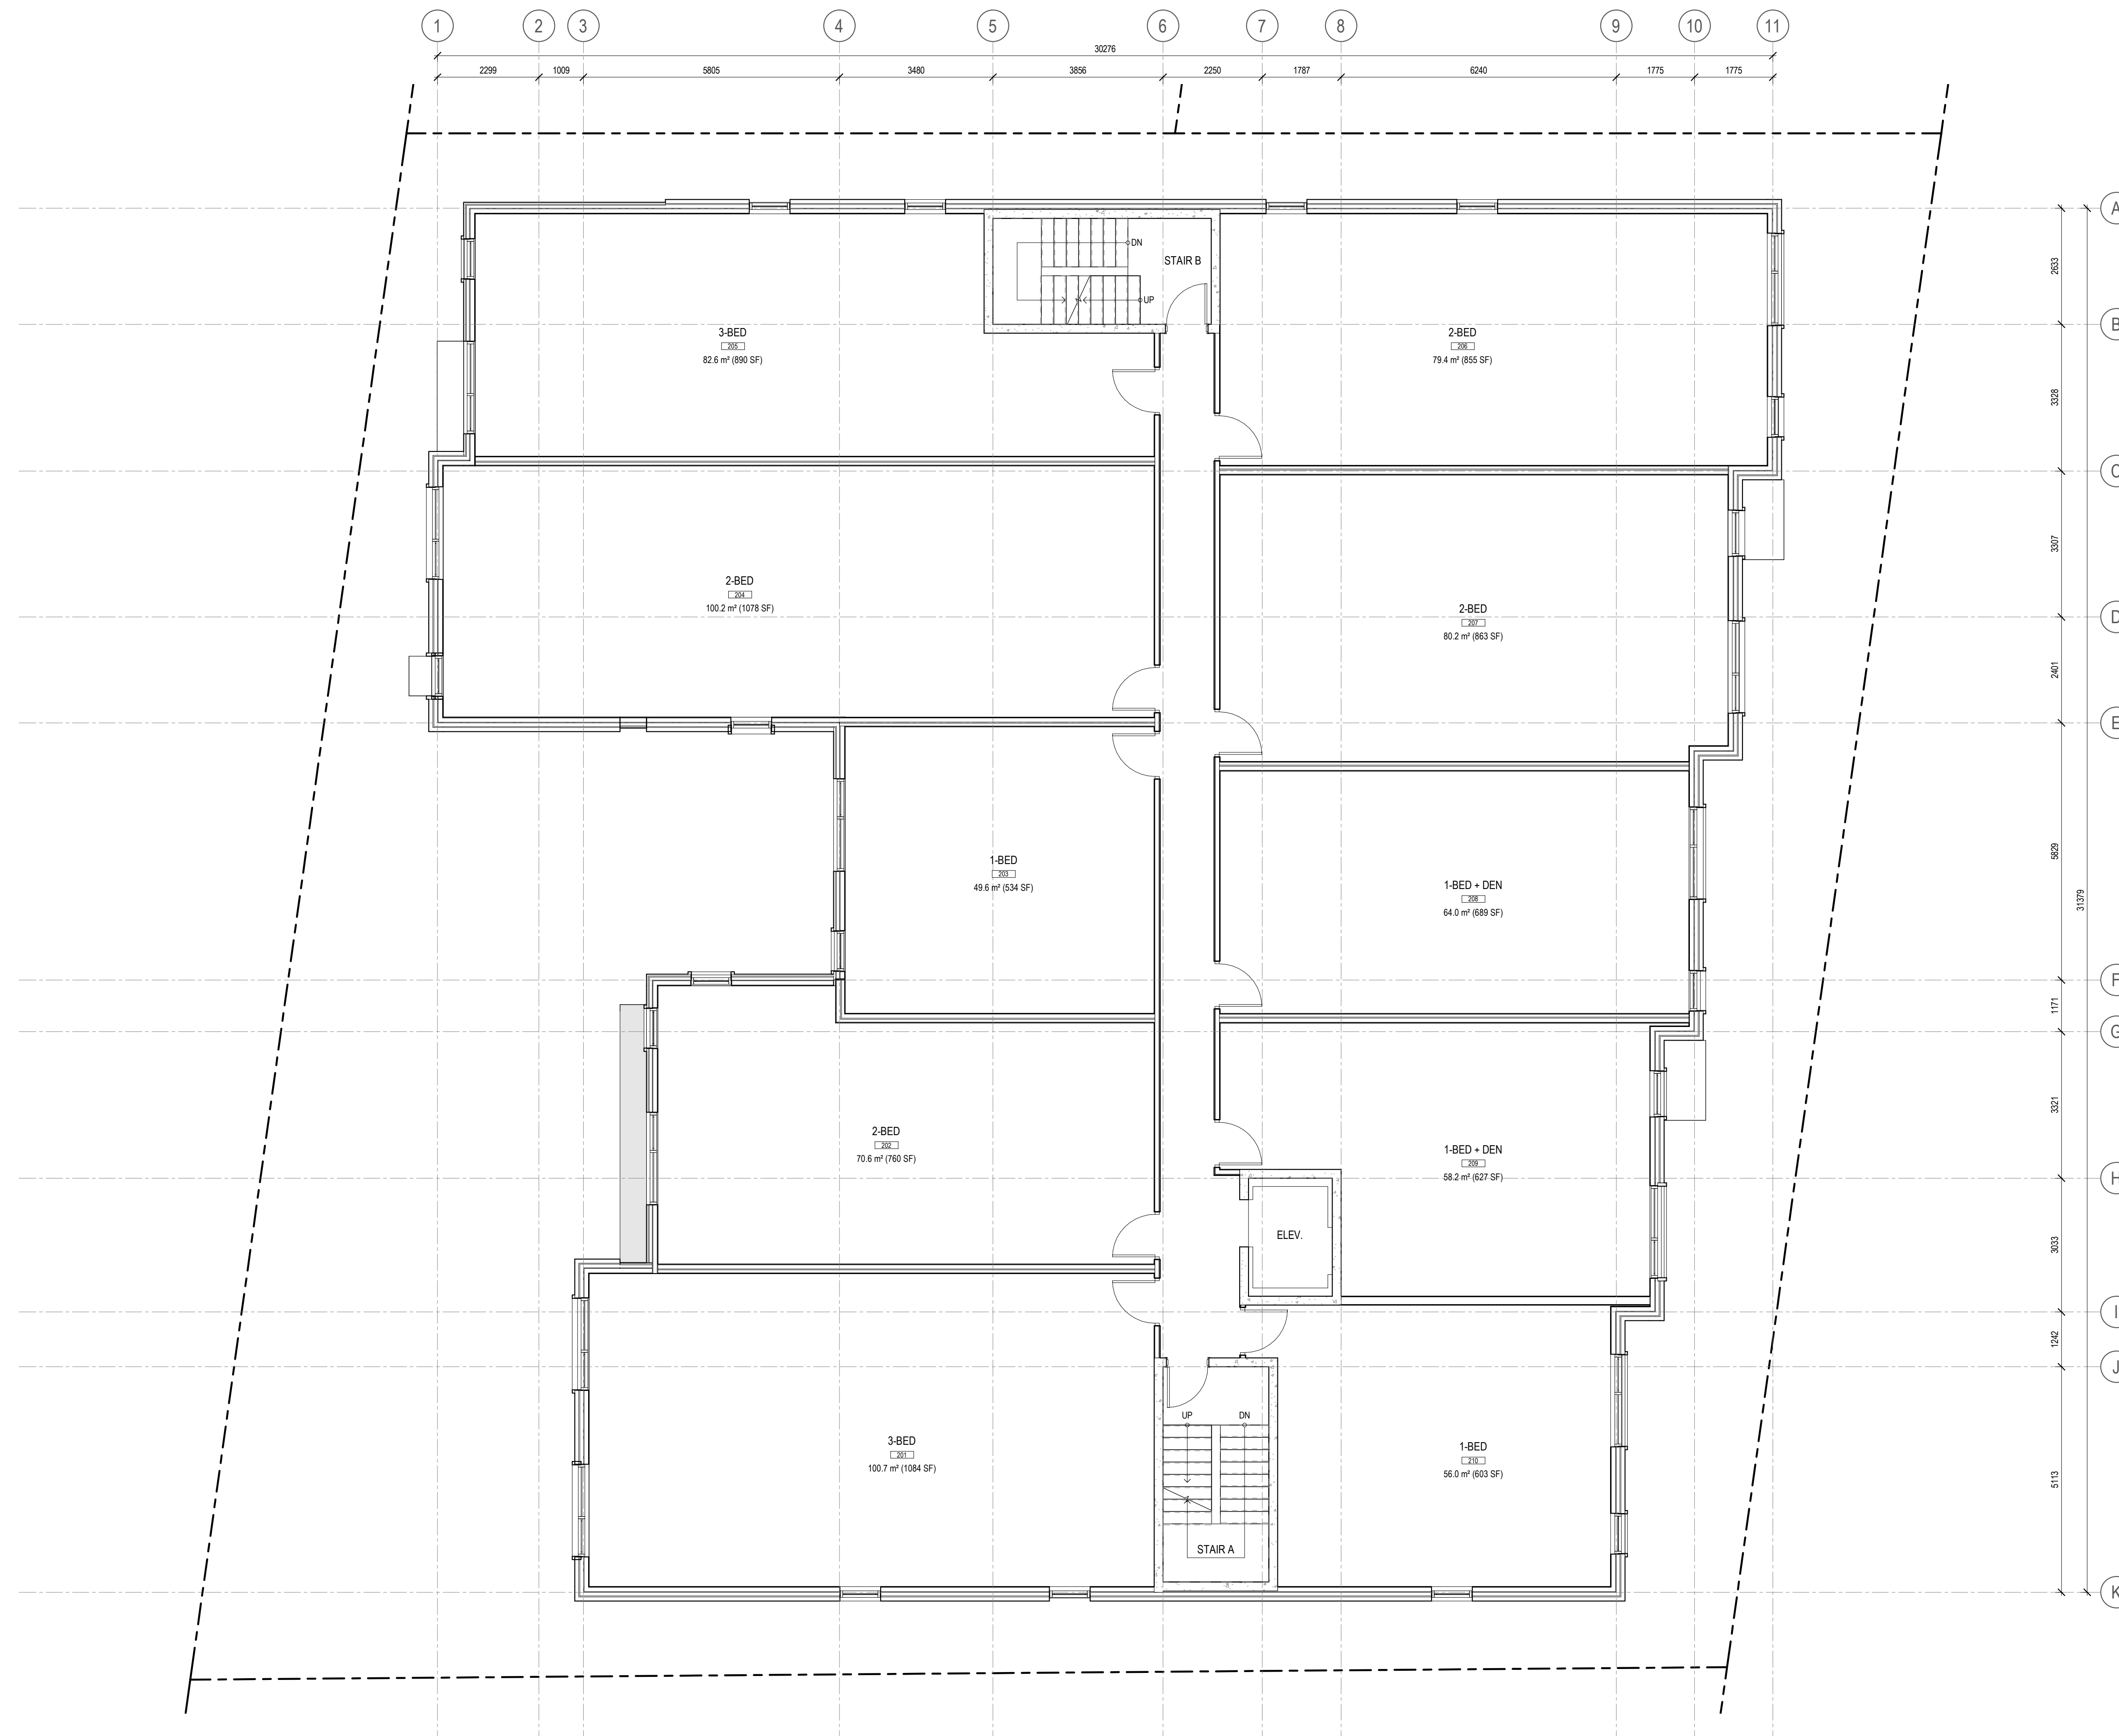 1 2 3 4 5 6 7 8 9 10 11
30276
2299 1009 5805 3480 3856 2250 1787 6240 1775 1775
A
DN
STAIR B
2633
UP
B
3-BED
205
82.6 m² (890 SF)
2-BED
206
79.4 m² (855 SF)
3328
C
3307
2-BED
204
100.2 m² (1078 SF)
2-BED
207
80.2 m² (863 SF)
D
2401
E
1-BED
203
49.6 m² (534 SF)
1-BED + DEN
208
64.0 m² (689 SF)
5829
31379
F
1171
G
3321
2-BED
202
70.6 m² (760 SF)
1-BED + DEN
209
58.2 m² (627 SF)
H
ELEV.
3033
I
1242
J
UP DN
3-BED
201
100.7 m² (1084 SF)
1-BED
210
56.0 m² (603 SF)
5113
STAIR A
K